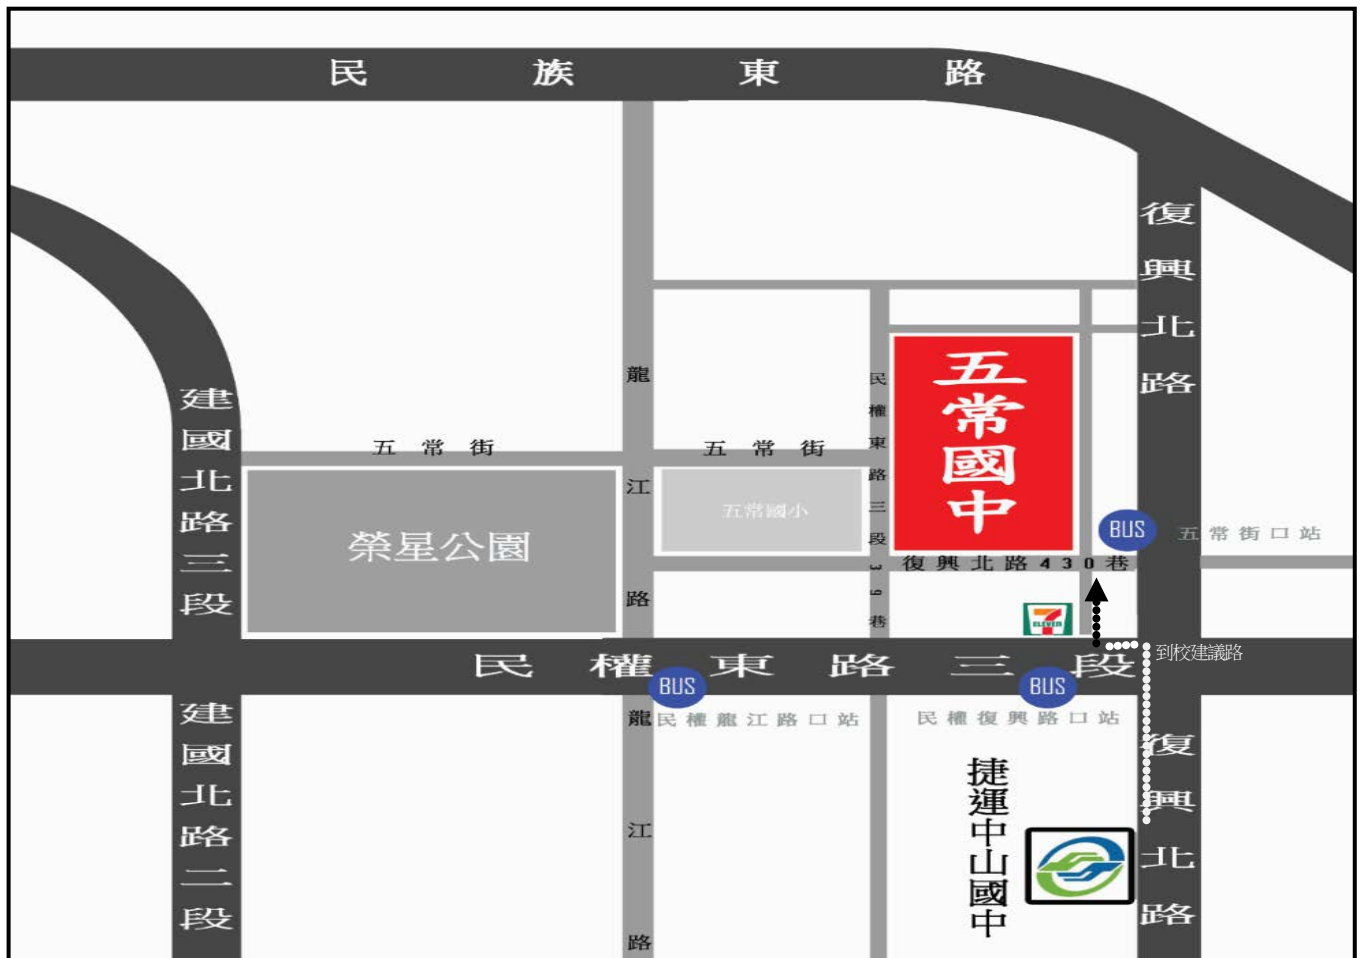 民族東路
復興北路
建國北路三段
龍江路
民權東路三段39巷
五常國中
五常街
五常街
榮星公園
五常國小
BUS
五常街口站
復興北路430巷
7
ELEVEn
到校建議路
民權東路三段
BUS
BUS
民權龍江路口站
民權復興路口站
建國北路二段
龍江路
捷運中山國中
復興北路